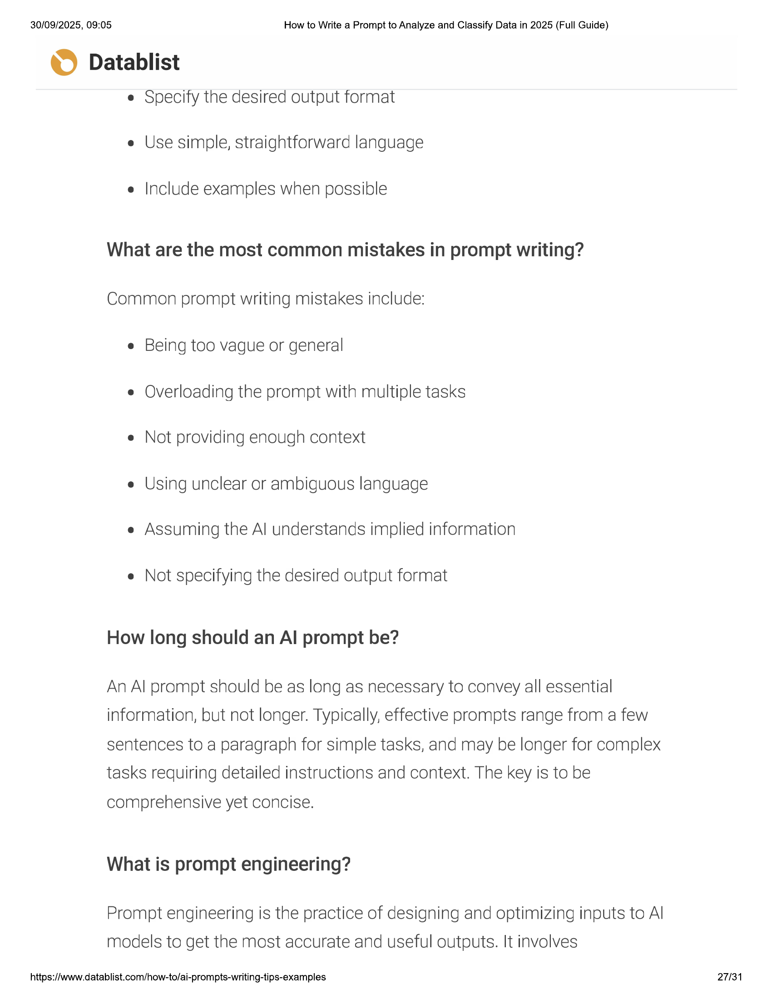 30/09/2025, 09:05
How to Write a Prompt to Analyze and Classify Data in 2025 (Full Guide)
Datablist
• Specify the desired output format
• Use simple, straightforward language
• Include examples when possible
What are the most common mistakes in prompt writing?
Common prompt writing mistakes include:
• Being too vague or general
• Overloading the prompt with multiple tasks
• Not providing enough context
• Using unclear or ambiguous language
• Assuming the AI understands implied information
• Not specifying the desired output format
How long should an AI prompt be?
An AI prompt should be as long as necessary to convey all essential
information, but not longer. Typically, effective prompts range from a few
sentences to a paragraph for simple tasks, and may be longer for complex
tasks requiring detailed instructions and context. The key is to be
comprehensive yet concise.
What is prompt engineering?
Prompt engineering is the practice of designing and optimizing inputs to AI
models to get the most accurate and useful outputs. It involves
https://www.datablist.com/how-to/ai-prompts-writing-tips-examples
27/31